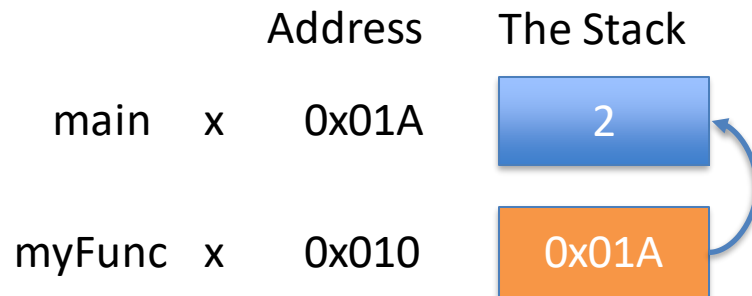 Address The Stack
main x 0x01A 2
myFunc x 0x010 0x01A